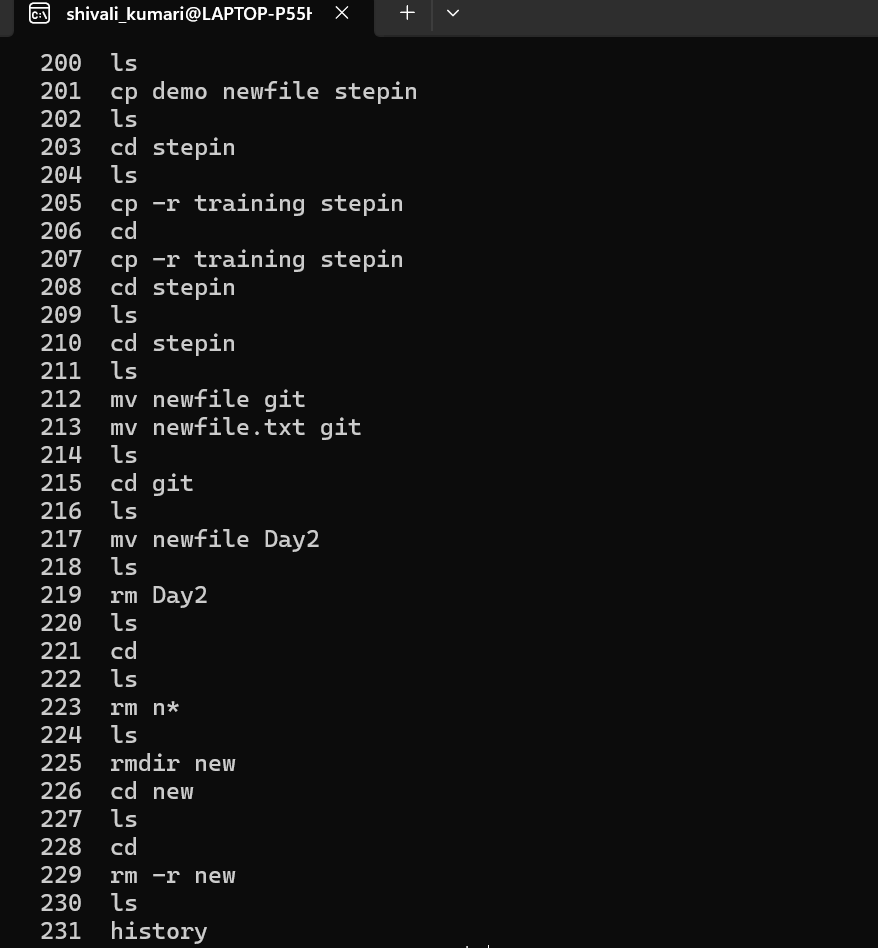 shivali_kumari@LAPTOP-P55H
200 ls
201 cp demo newfile stepin
202 ls
203 cd stepin
204 ls
205 cp -r training stepin
206 cd
207 cp -r training stepin
208 cd stepin
209 ls
210 cd stepin
211 ls
212 mv newfile git
213 mv newfile.txt git
214 ls
215 cd git
216 ls
217 mv newfile Day2
218 ls
219 rm Day2
220 ls
221 cd
222 ls
223 rm n*
224 ls
225 rmdir new
226 cd new
227 ls
228 cd
229 rm -r new
230 ls
231 history